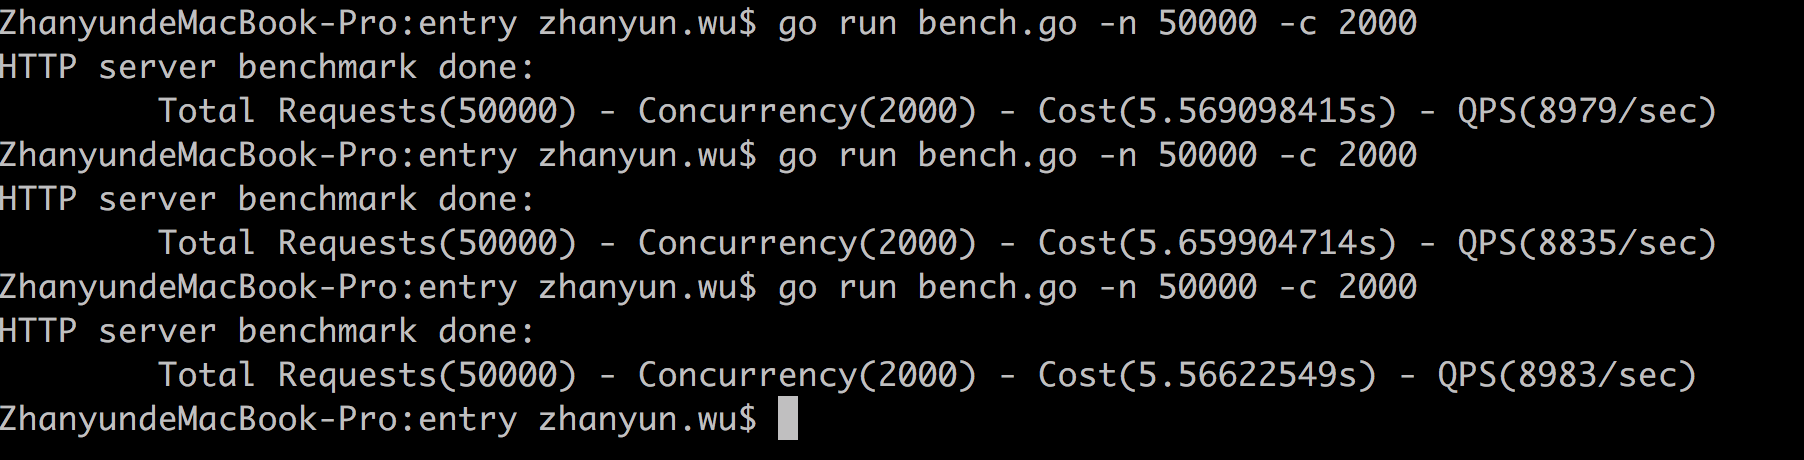 ZhanyundeMacBook-Pro:entry zhanyun.wu$ go run bench.go -n 50000 -c 2000
HTTP server benchmark done:
        Total Requests(50000) - Concurrency(2000) - Cost(5.569098415s) - QPS(8979/sec)
ZhanyundeMacBook-Pro:entry zhanyun.wu$ go run bench.go -n 50000 -c 2000
HTTP server benchmark done:
        Total Requests(50000) - Concurrency(2000) - Cost(5.659904714s) - QPS(8835/sec)
ZhanyundeMacBook-Pro:entry zhanyun.wu$ go run bench.go -n 50000 -c 2000
HTTP server benchmark done:
        Total Requests(50000) - Concurrency(2000) - Cost(5.56622549s) - QPS(8983/sec)
ZhanyundeMacBook-Pro:entry zhanyun.wu$